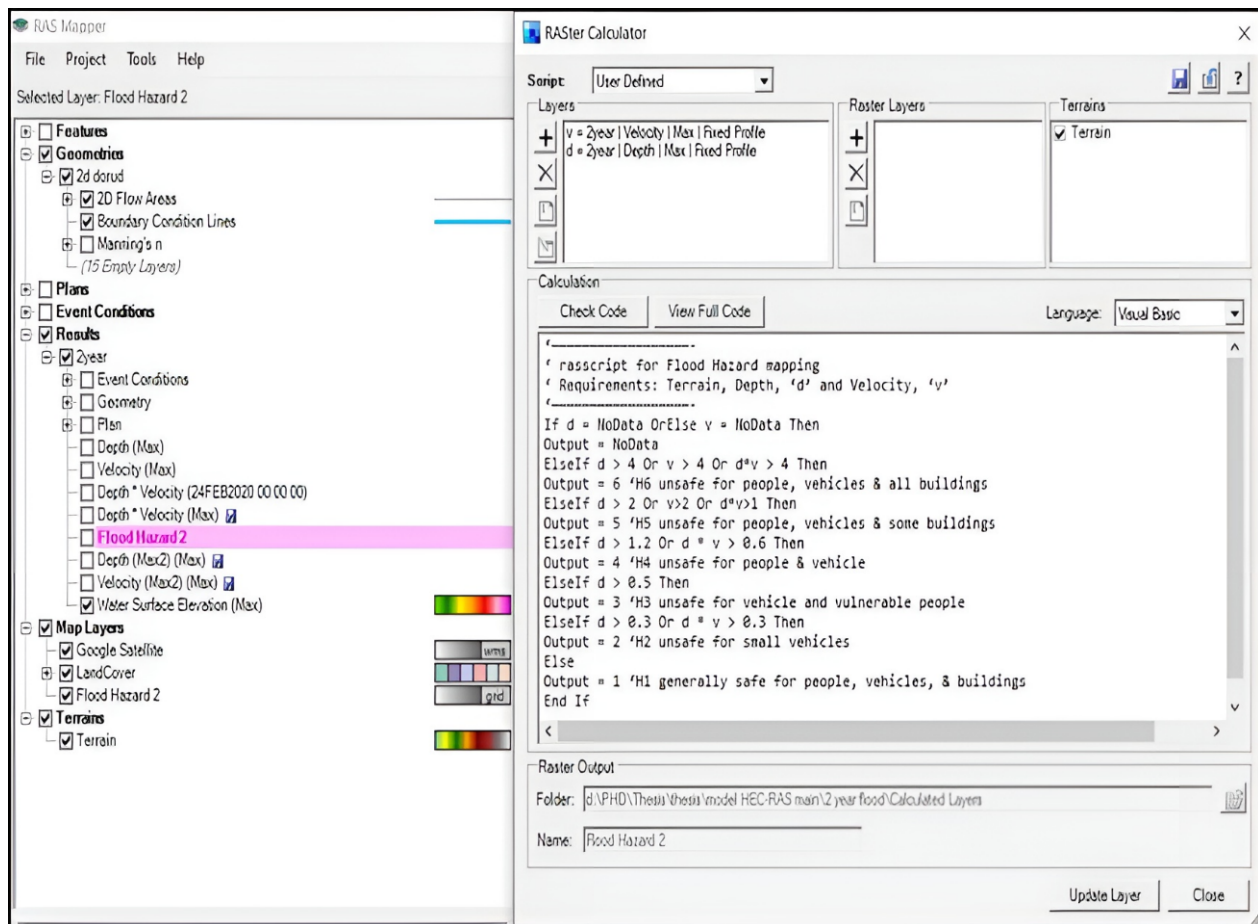 RAS Mapper
File Project Tools Help
Selected Layer: Flood Hazard 2
Features
Geometries
2d dorud
2D Flow Areas
Boundary Condition Lines
Manning's n
(15 Empty Layers)
Plans
Event Conditions
Results
2year
Event Conditions
Geometry
Plan
Depth (Max)
Velocity (Max)
Depth * Velocity (24FEB2020 00 00 00)
Depth * Velocity (Max)
Flood Hazard 2
Depth (Max2) (Max)
Velocity (Max2) (Max)
Water Surface Elevation (Max)
Map Layers
Google Satellite
wms
LandCover
Flood Hazard 2
grd
Terrains
Terrain
RASter Calculator
Script: User Defined
?
Layers
v = 2year | Velocity | Max | Fixed Profile
d = 2year | Depth | Max | Fixed Profile
Raster Layers
Terrains
Terrain
Calculation
Check Code View Full Code Language: Visual Basic
'-----------------------
' rasscript for Flood Hazard mapping
' Requirements: Terrain, Depth, 'd' and Velocity, 'v'
'-----------------------
If d = NoData OrElse v = NoData Then
Output = NoData
ElseIf d > 4 Or v > 4 Or d*v > 4 Then
Output = 6 'H6 unsafe for people, vehicles & all buildings
ElseIf d > 2 Or v>2 Or d*v>1 Then
Output = 5 'H5 unsafe for people, vehicles & some buildings
ElseIf d > 1.2 Or d * v > 0.6 Then
Output = 4 'H4 unsafe for people & vehicle
ElseIf d > 0.5 Then
Output = 3 'H3 unsafe for vehicle and vulnerable people
ElseIf d > 0.3 Or d * v > 0.3 Then
Output = 2 'H2 unsafe for small vehicles
Else
Output = 1 'H1 generally safe for people, vehicles, & buildings
End If
Raster Output
Folder: d:\PHD\Thesis\thesis\model HEC-RAS main\2 year flood\Calculated Layers
Name: Flood Hazard 2
Update Layer Close